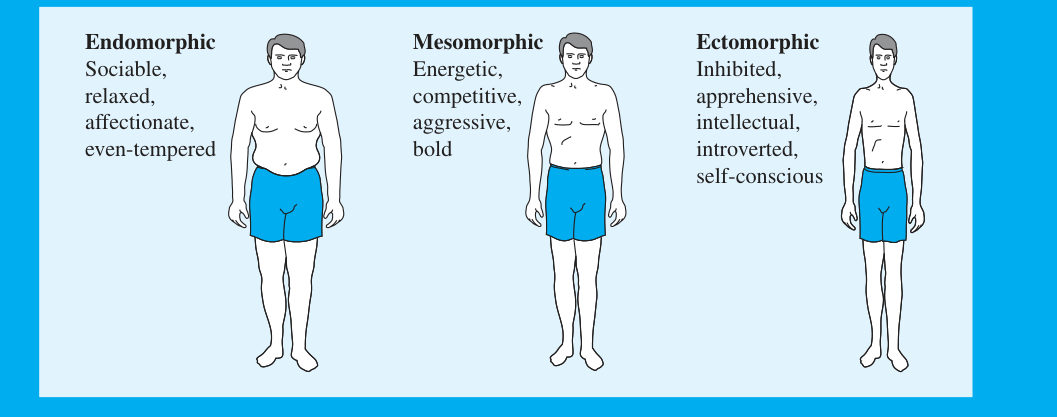 Endomorphic
Sociable,
relaxed,
affectionate,
even-tempered
Mesomorphic
Energetic,
competitive,
aggressive,
bold
Ectomorphic
Inhibited,
apprehensive,
intellectual,
introverted,
self-conscious